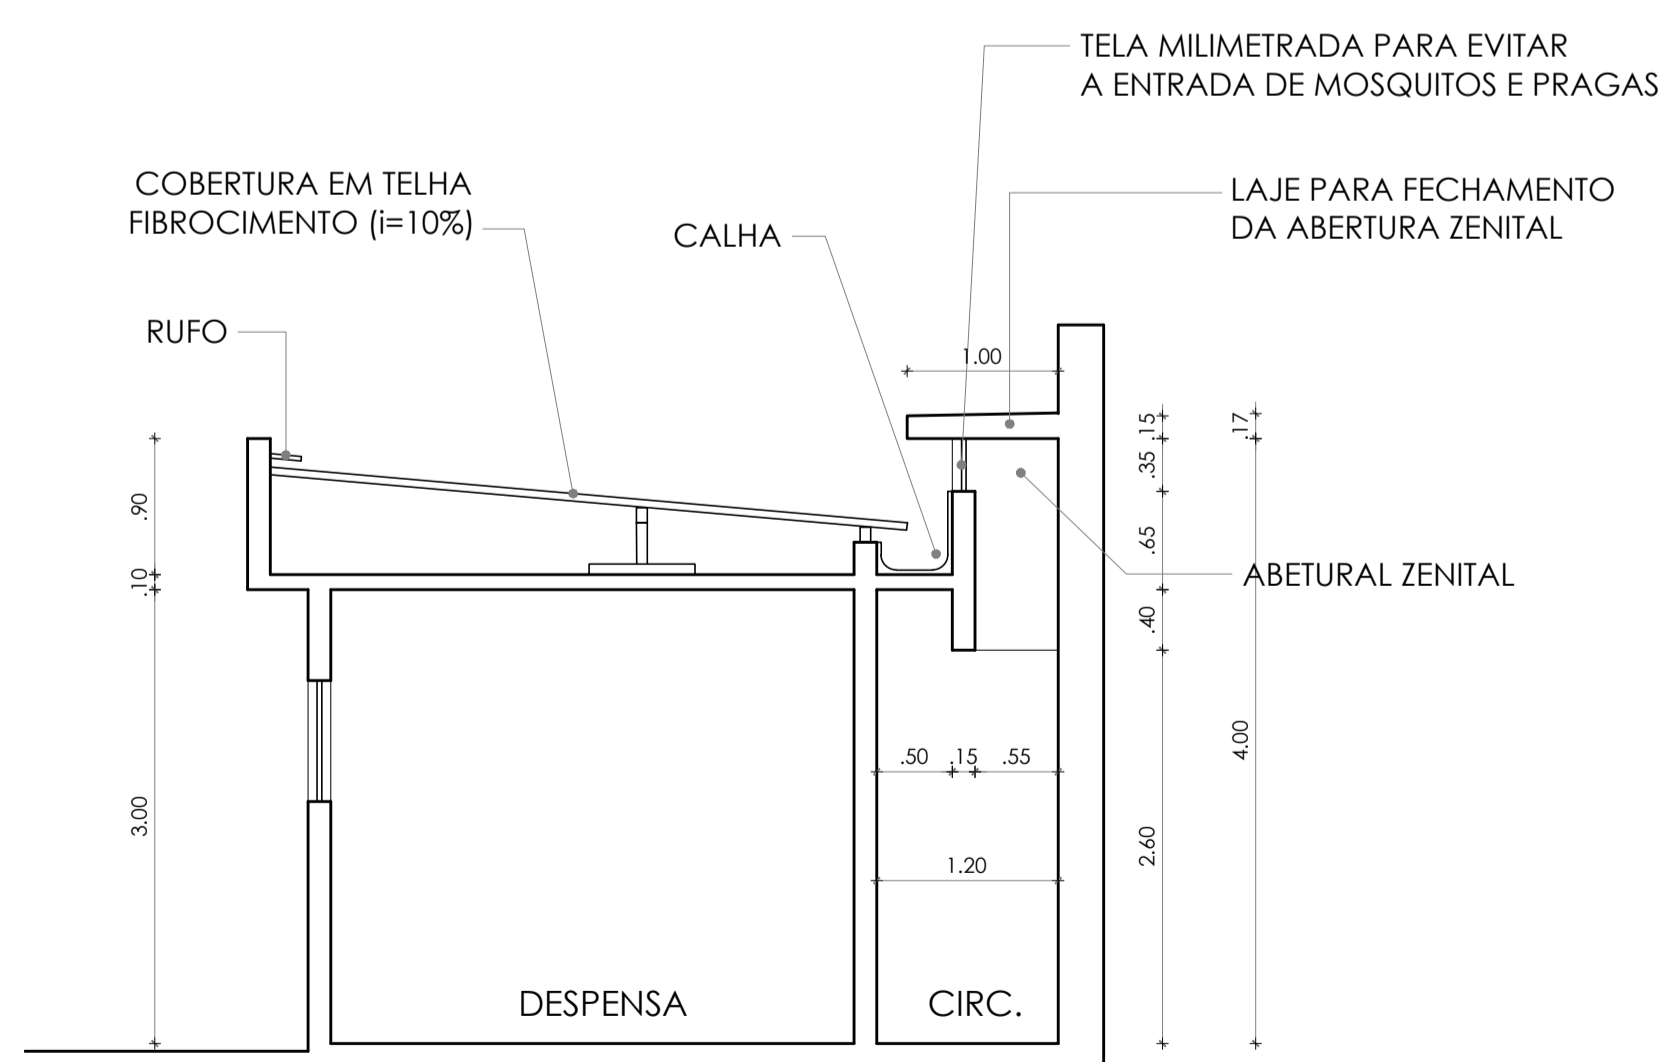 TELA MILIMETRADA PARA EVITAR
A ENTRADA DE MOSQUITOS E PRAGAS
COBERTURA EM TELHA
FIBROCIMENTO (i=10%)
LAJE PARA FECHAMENTO
DA ABERTURA ZENITAL
CALHA
RUFO
1.00
.15
.17
.35
.90
.65
.10
ABETURAL ZENITAL
.40
4.00
.50 .15 .55
3.00
2.60
1.20
DESPENSA
CIRC.